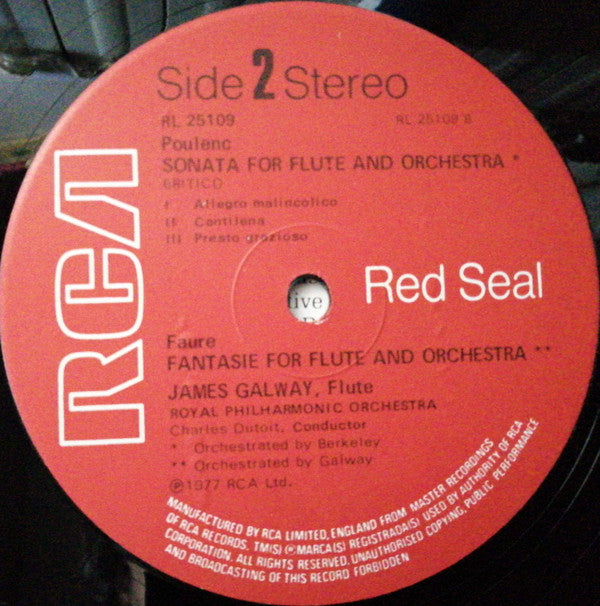 Side 2 Stereo
RL 25109 RL 25109 B
Poulenc
SONATA FOR FLUTE AND ORCHESTRA *
CRITICO
I Allegro malincolico
II Cantilena
III Presto grazioso
RCA
Red Seal
ive
Faure
FANTASIE FOR FLUTE AND ORCHESTRA **
JAMES GALWAY, Flute
ROYAL PHILHARMONIC ORCHESTRA
Charles Dutoit, Conductor
* Orchestrated by Berkeley
** Orchestrated by Galway
℗1977 RCA Ltd.
MANUFACTURED BY RCA LIMITED, ENGLAND FROM MASTER RECORDINGS
OF RCA RECORDS. TM(S) ® MARCA(S) REGISTRADA(S) USED BY AUTHORITY OF RCA
CORPORATION. ALL RIGHTS RESERVED. UNAUTHORISED COPYING, PUBLIC PERFORMANCE
AND BROADCASTING OF THIS RECORD FORBIDDEN